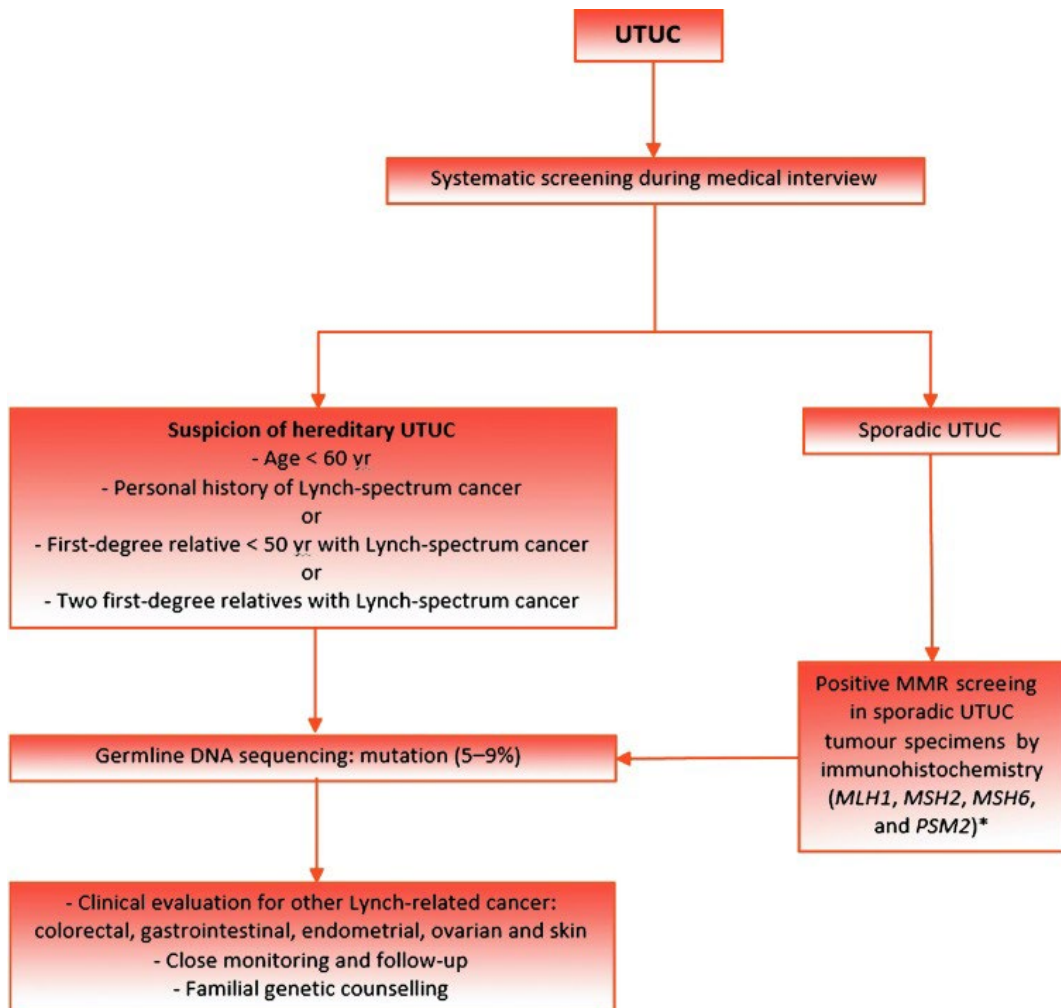 UTUC
Systematic screening during medical interview
Suspicion of hereditary UTUC
- Age < 60 yr
- Personal history of Lynch-spectrum cancer
or
- First-degree relative < 50 yr with Lynch-spectrum cancer
or
- Two first-degree relatives with Lynch-spectrum cancer
Sporadic UTUC
Positive MMR screeing
in sporadic UTUC
tumour specimens by
immunohistochemistry
(MLH1, MSH2, MSH6,
and PSM2)*
Germline DNA sequencing: mutation (5–9%)
- Clinical evaluation for other Lynch-related cancer:
colorectal, gastrointestinal, endometrial, ovarian and skin
- Close monitoring and follow-up
- Familial genetic counselling